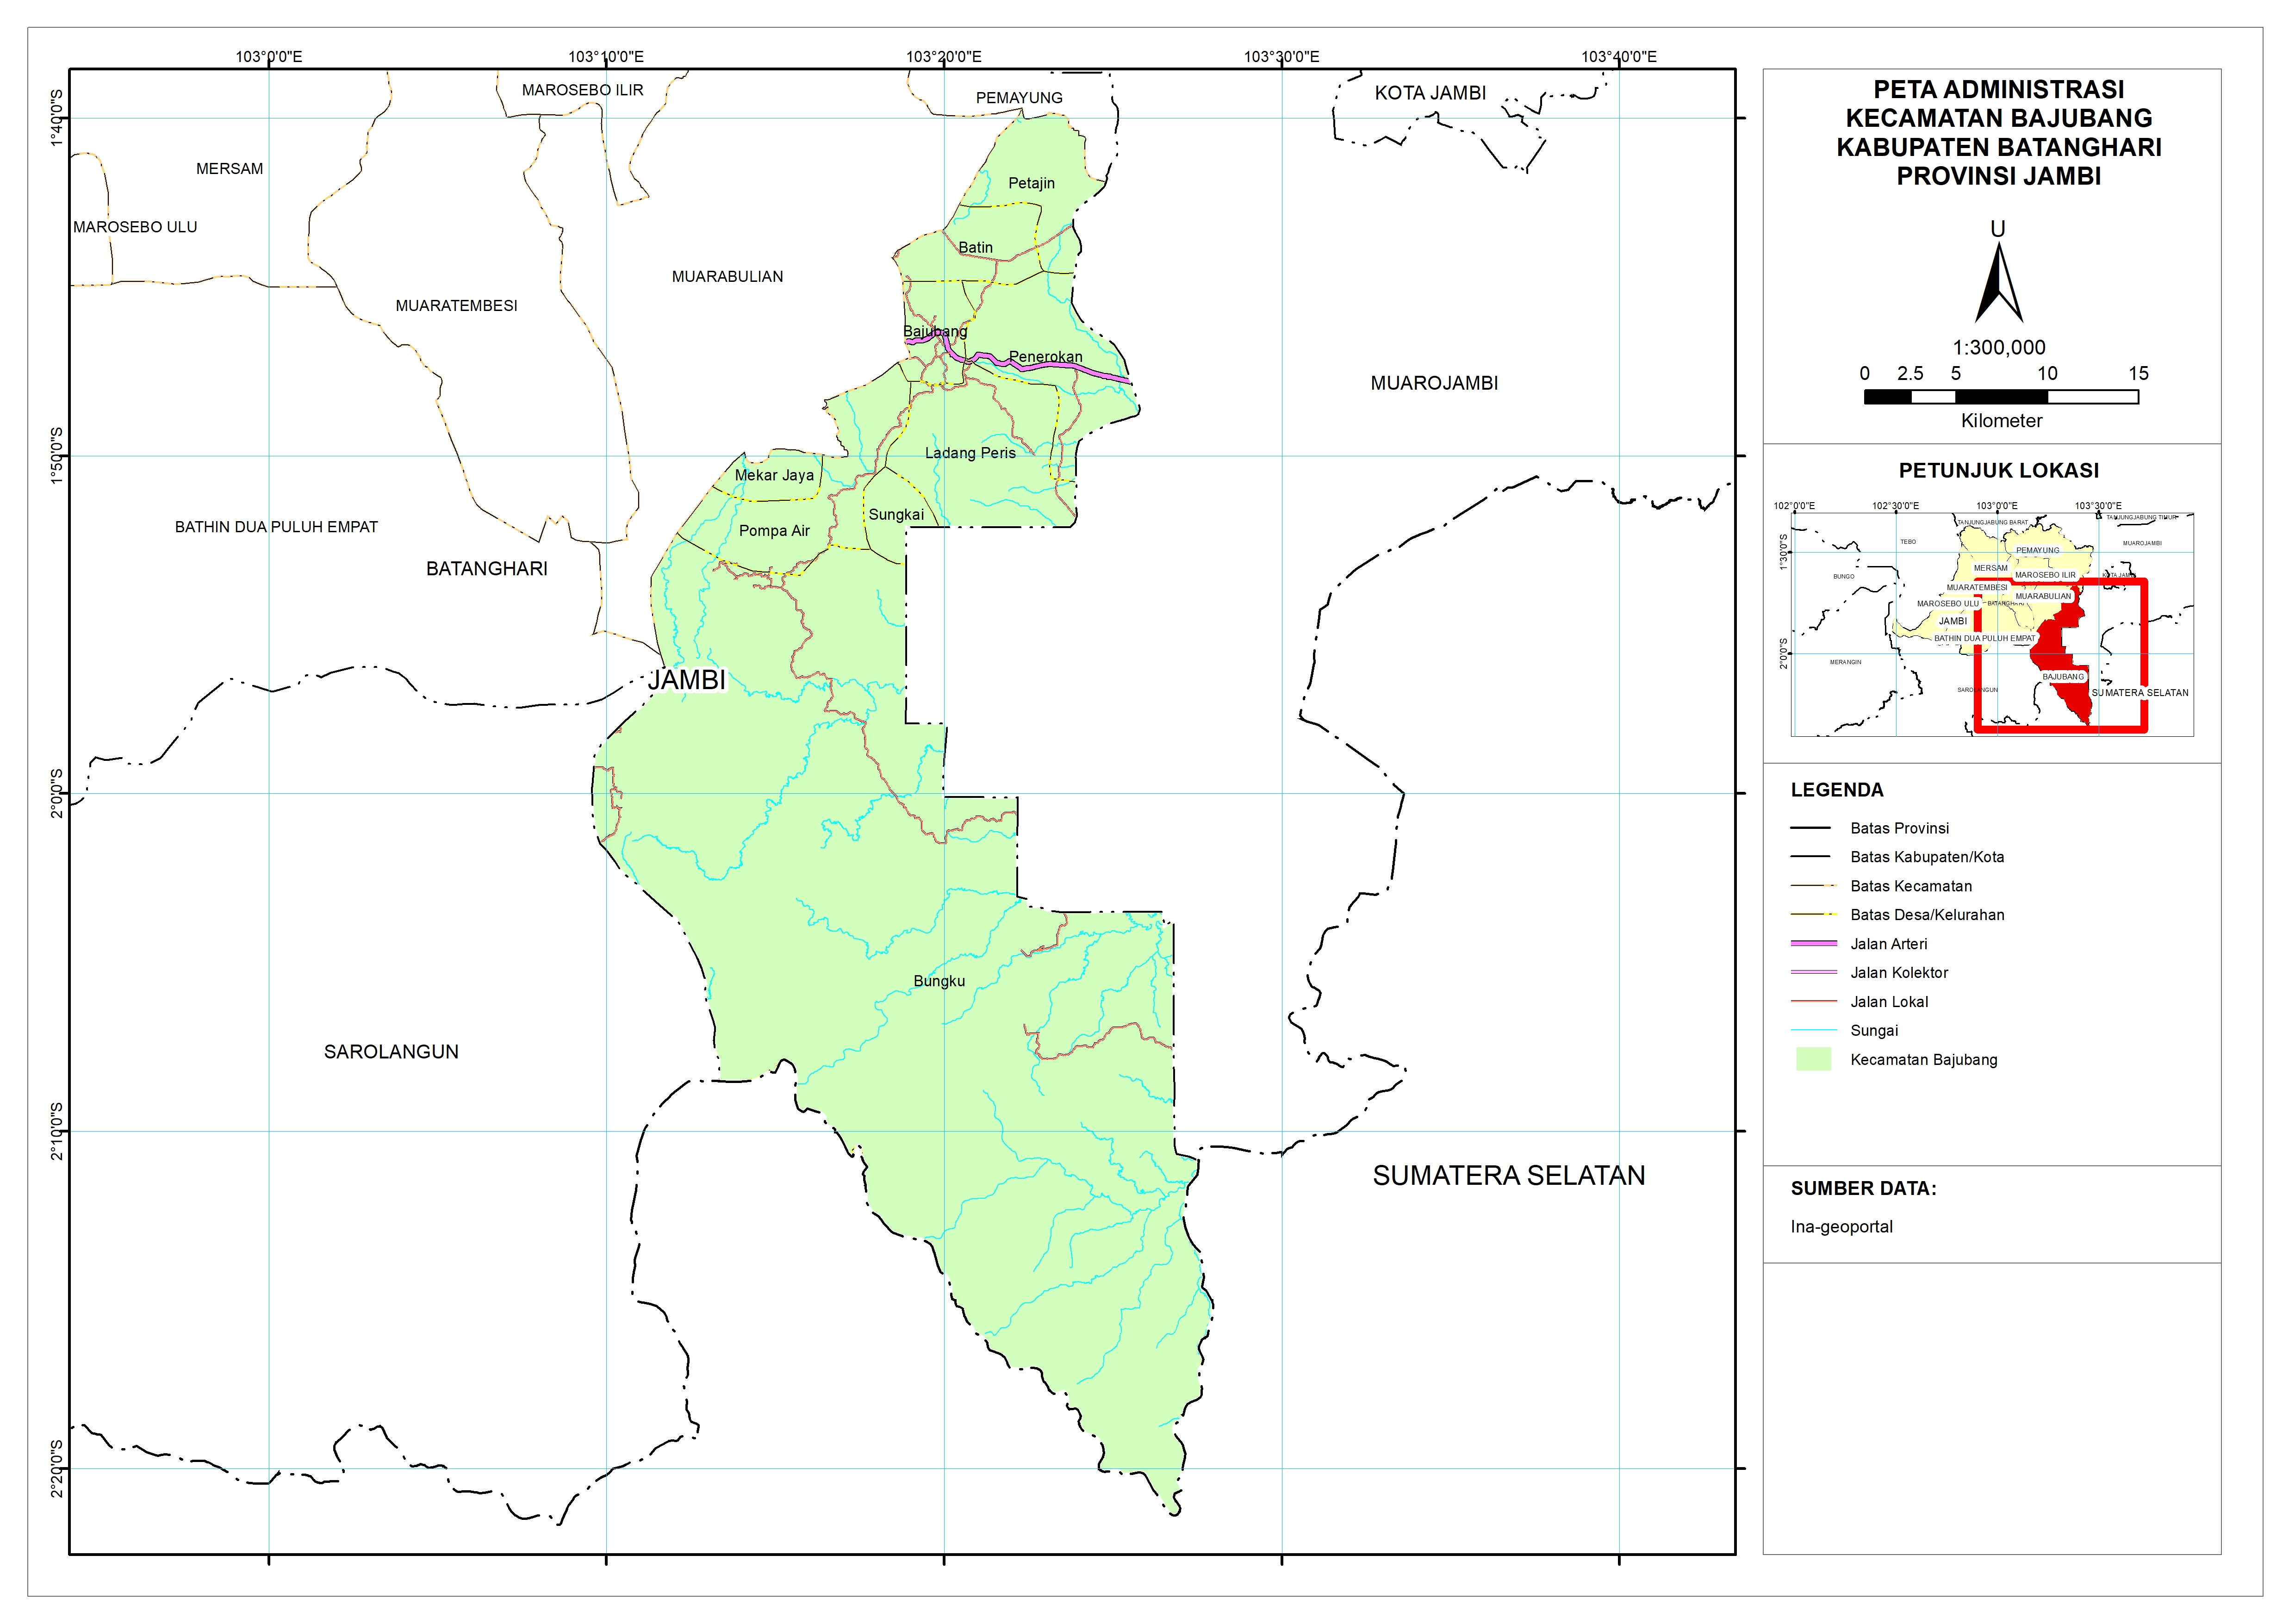 103°0'0"E
103°10'0"E
103°20'0"E
103°30'0"E
103°40'0"E
1°40'0"S
1°50'0"S
2°0'0"S
2°10'0"S
2°20'0"S
MAROSEBO ILIR
PEMAYUNG
KOTA JAMBI
MERSAM
Petajin
MAROSEBO ULU
Batin
MUARABULIAN
MUARATEMBESI
Bajubang
Penerokan
MUAROJAMBI
Ladang Peris
Mekar Jaya
Sungkai
BATHIN DUA PULUH EMPAT
Pompa Air
BATANGHARI
JAMBI
Bungku
SAROLANGUN
SUMATERA SELATAN
PETA ADMINISTRASI
KECAMATAN BAJUBANG
KABUPATEN BATANGHARI
PROVINSI JAMBI
U
1:300,000
0 2.5 5 10 15
Kilometer
PETUNJUK LOKASI
102°0'0"E
102°30'0"E
103°0'0"E
103°30'0"E
1°30'0"S
2°0'0"S
TANJUNGJABUNG BARAT
TANJUNGJABUNG TIMUR
TEBO
MUAROJAMBI
PEMAYUNG
MERSAM
BUNGO
MAROSEBO ILIR
MUARATEMBESI
MUARABULIAN
MAROSEBO ULU
BATANGHARI
JAMBI
BATHIN DUA PULUH EMPAT
MERANGIN
BAJUBANG
SAROLANGUN
SUMATERA SELATAN
LEGENDA
Batas Provinsi
Batas Kabupaten/Kota
Batas Kecamatan
Batas Desa/Kelurahan
Jalan Arteri
Jalan Kolektor
Jalan Lokal
Sungai
Kecamatan Bajubang
SUMBER DATA:
Ina-geoportal